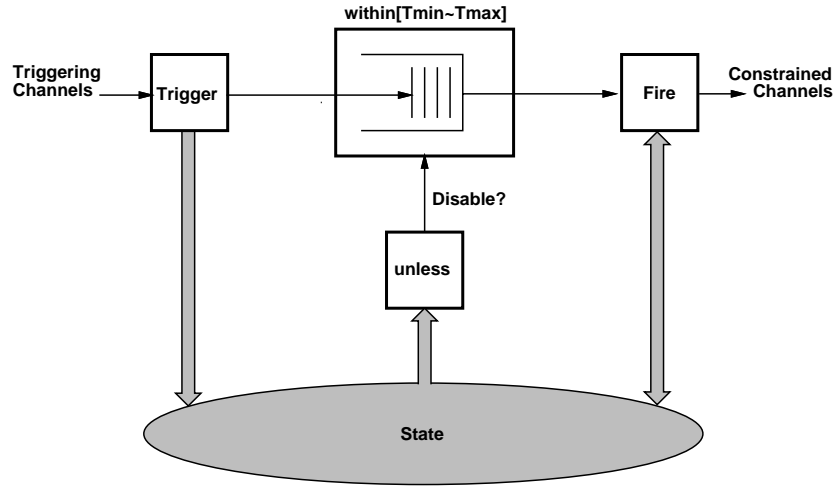 within[Tmin~Tmax]
Triggering
Channels
Trigger
Fire
Constrained
Channels
Disable?
unless
State